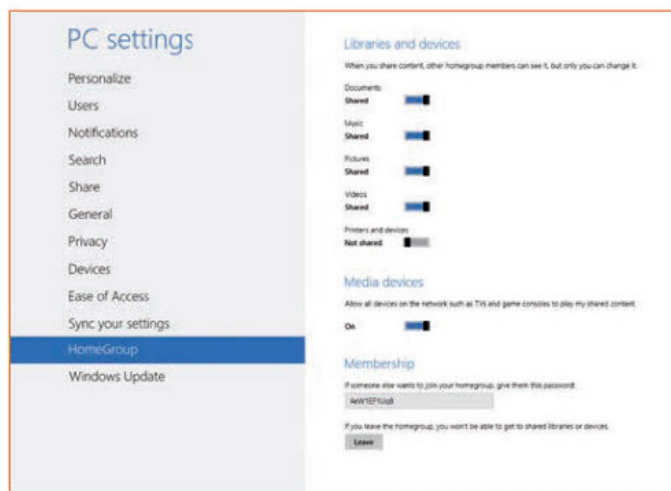 PC settings
Personalize
Users
Notifications
Search
Share
General
Privacy
Devices
Ease of Access
Sync your settings
HomeGroup
Windows Update
Libraries and devices
When you share content, other homegroup members can see it, but only you can change it.
Documents
Shared
Music
Shared
Pictures
Shared
Videos
Shared
Printers and devices
Not shared
Media devices
Allow all devices on the network such as TVs and game consoles to play my shared content.
On
Membership
If someone else wants to join your homegroup, give them this password:
If you leave the homegroup, you won't be able to get to shared libraries or devices.
Leave